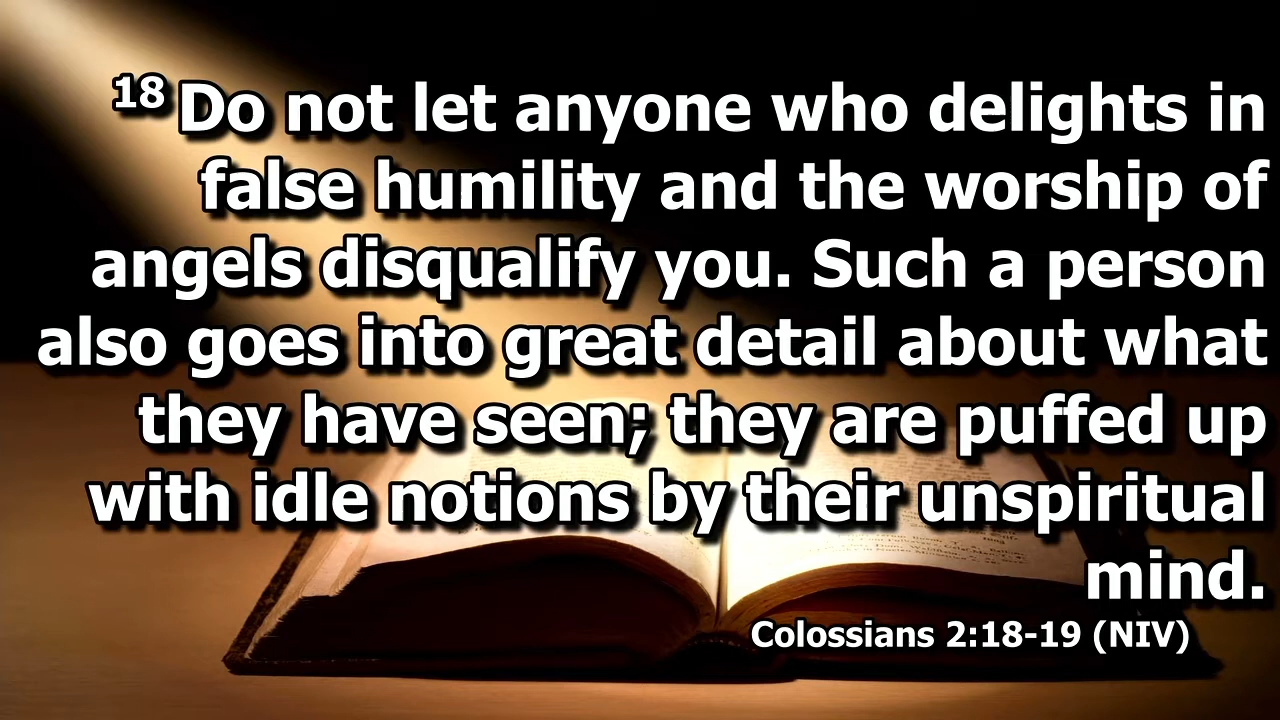 18 Do not let anyone who delights in
false humility and the worship of
angels disqualify you. Such a person
also goes into great detail about what
they have seen; they are puffed up
with idle notions by their unspiritual
mind.
Colossians 2:18-19 (NIV)